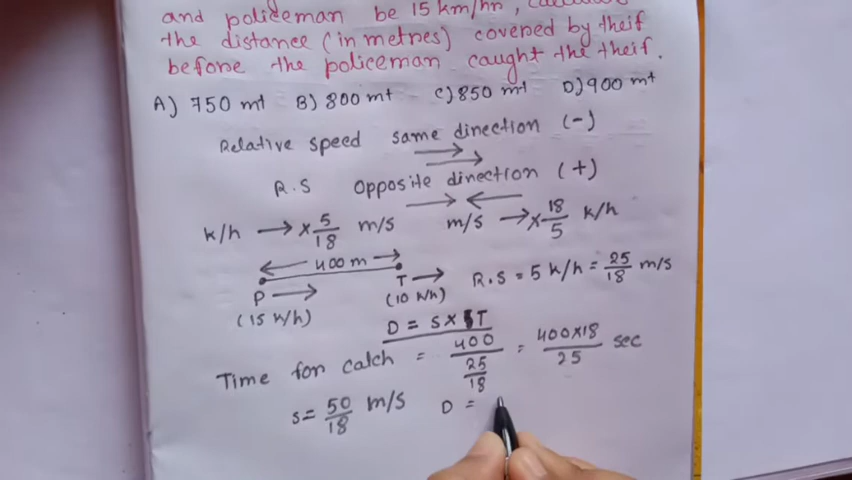 and policeman be 15 km/hr,
the distance (in metres) covered by theif
before the policeman caught the theif.
A) 750 mt B) 800 mt C) 850 mt D) 900 mt
Relative speed same direction (-)
R.S opposite direction (+)
k/h → × 5/18 m/s m/s → × 18/5 k/h
400 m
P T R.S = 5 k/h = 25/18 m/s
(15 k/h) (10 k/h)
D = S × T
Time for catch = 400/(25/18) = 400×18/25 sec
s = 50/18 m/s D =